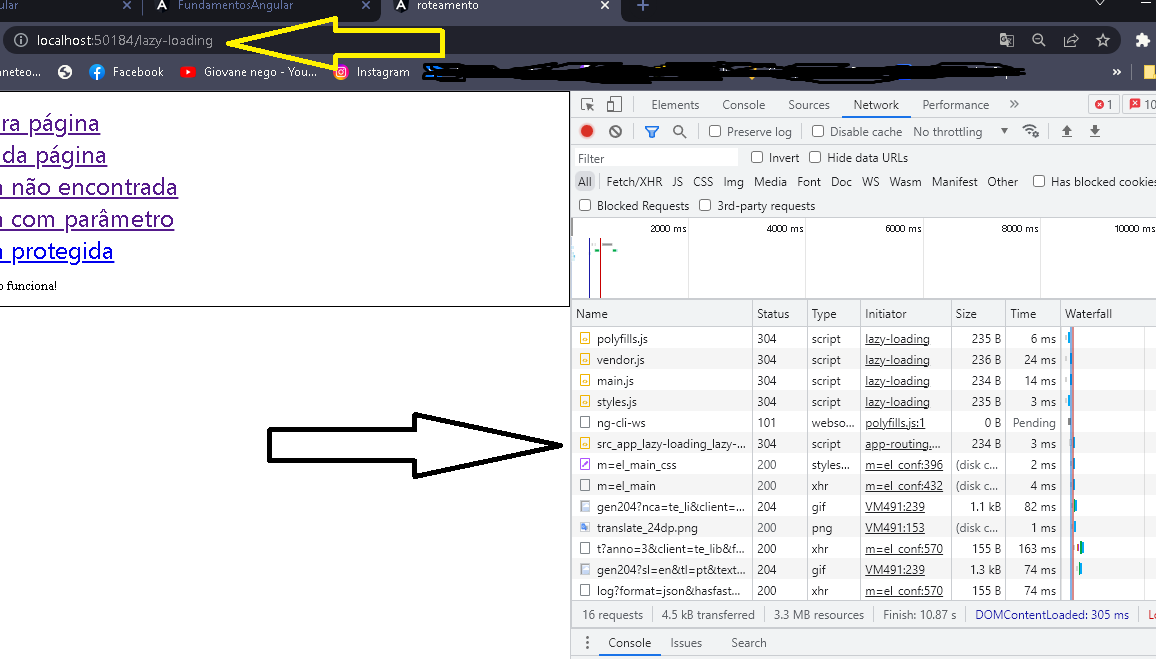 ular FundamentosAngular roteamento
localhost:50184/lazy-loading
neteo... Facebook Giovane nego - You... Instagram »
ra página
da página
não encontrada
com parâmetro
protegida
o funciona!
Elements Console Sources Network Performance » 1 10
Preserve log Disable cache No throttling
Filter Invert Hide data URLs
All Fetch/XHR JS CSS Img Media Font Doc WS Wasm Manifest Other Has blocked cookies
Blocked Requests 3rd-party requests
2000 ms 4000 ms 6000 ms 8000 ms 10000 ms
Name Status Type Initiator Size Time Waterfall
polyfills.js 304 script lazy-loading 235 B 6 ms
vendor.js 304 script lazy-loading 236 B 24 ms
main.js 304 script lazy-loading 234 B 14 ms
styles.js 304 script lazy-loading 235 B 3 ms
ng-cli-ws 101 webso... polyfills.js:1 0 B Pending
src_app_lazy-loading_lazy-... 304 script app-routing.... 234 B 3 ms
m=el_main_css 200 styles... m=el_conf:396 (disk c... 2 ms
m=el_main 200 xhr m=el_conf:432 (disk c... 4 ms
gen204?nca=te_li&client=... 204 gif VM491:239 1.1 kB 82 ms
translate_24dp.png 200 png VM491:153 (disk c... 1 ms
t?anno=3&client=te_lib&f... 200 xhr m=el_conf:570 155 B 163 ms
gen204?sl=en&tl=pt&text... 204 gif VM491:239 1.3 kB 74 ms
log?format=json&hasfast... 200 xhr m=el_conf:570 155 B 74 ms
16 requests 4.5 kB transferred 3.3 MB resources Finish: 10.87 s DOMContentLoaded: 305 ms Lo
Console Issues Search